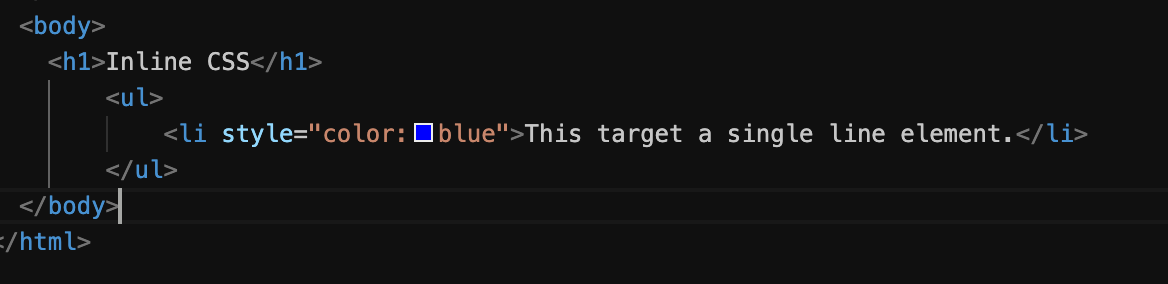 <body>
<h1>Inline CSS</h1>
<ul>
<li style="color:blue">This target a single line element.</li>
</ul>
</body>
</html>